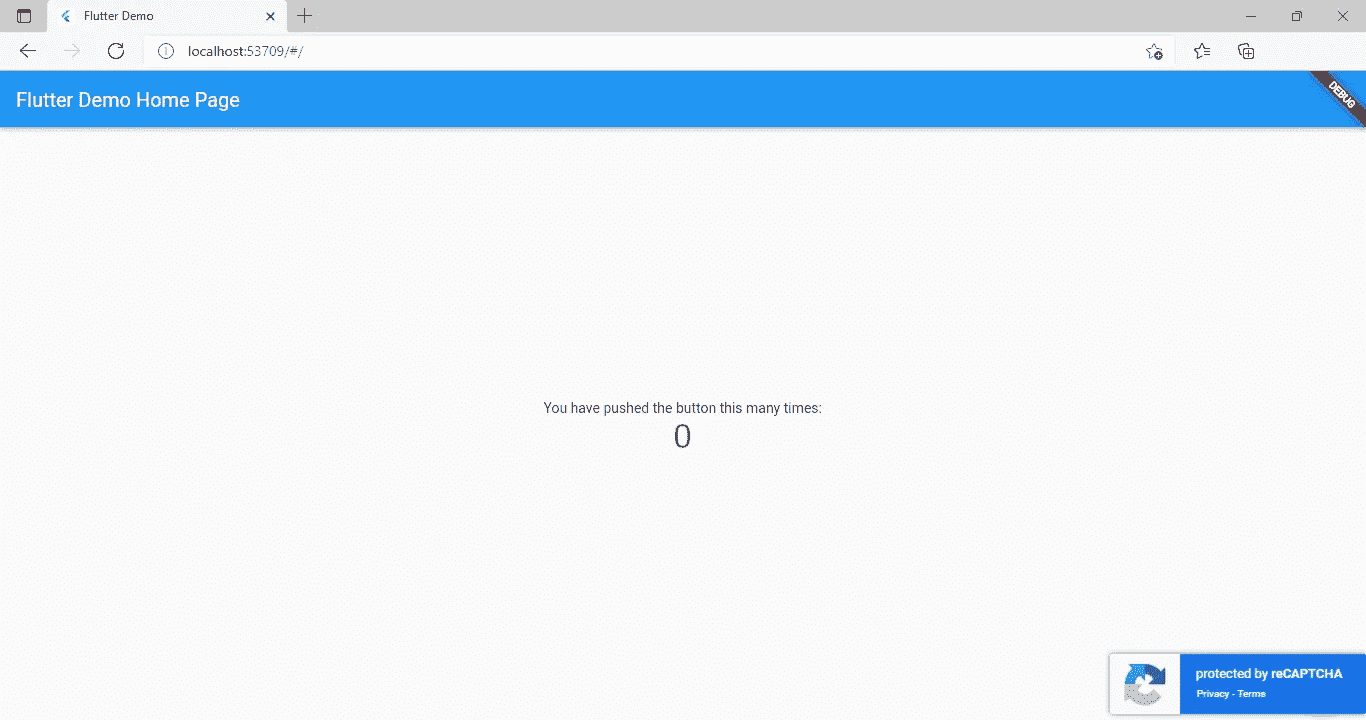 Flutter Demo
localhost:53709/#/
Flutter Demo Home Page
DEBUG
You have pushed the button this many times:
0
protected by reCAPTCHA
Privacy - Terms